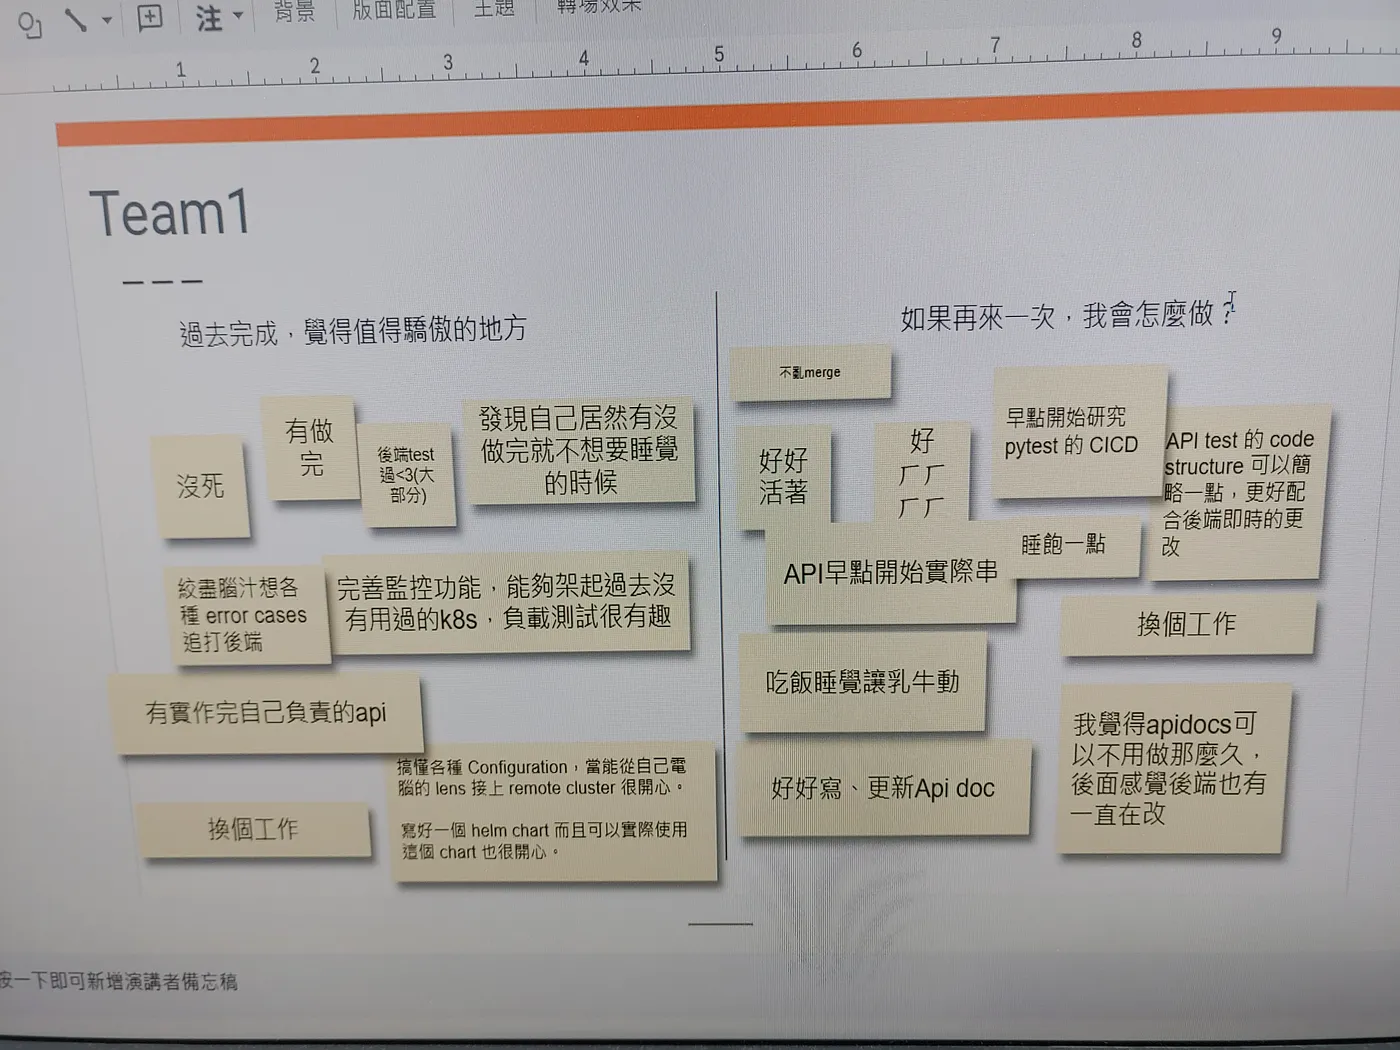 注
背景
版面配置
主題
轉場效果
1 2 3 4 5 6 7 8 9
Team1
過去完成，覺得值得驕傲的地方
沒死
有做
完
後端test
過<3(大
部分)
發現自己居然有沒
做完就不想要睡覺
的時候
絞盡腦汁想各
種 error cases
追打後端
完善監控功能，能夠架起過去沒
有用過的k8s，負載測試很有趣
有實作完自己負責的api
換個工作
搞懂各種 Configuration，當能從自己電
腦的 lens 接上 remote cluster 很開心。
寫好一個 helm chart 而且可以實際使用
這個 chart 也很開心。
如果再來一次，我會怎麼做？
不亂merge
好好
活著
好
ㄏㄏ
ㄏㄏ
早點開始研究
pytest 的 CICD
API test 的 code
structure 可以簡
略一點，更好配
合後端即時的更
改
API早點開始實際串
睡飽一點
換個工作
吃飯睡覺讓乳牛動
好好寫、更新Api doc
我覺得apidocs可
以不用做那麼久，
後面感覺後端也有
一直在改
按一下即可新增演講者備忘稿